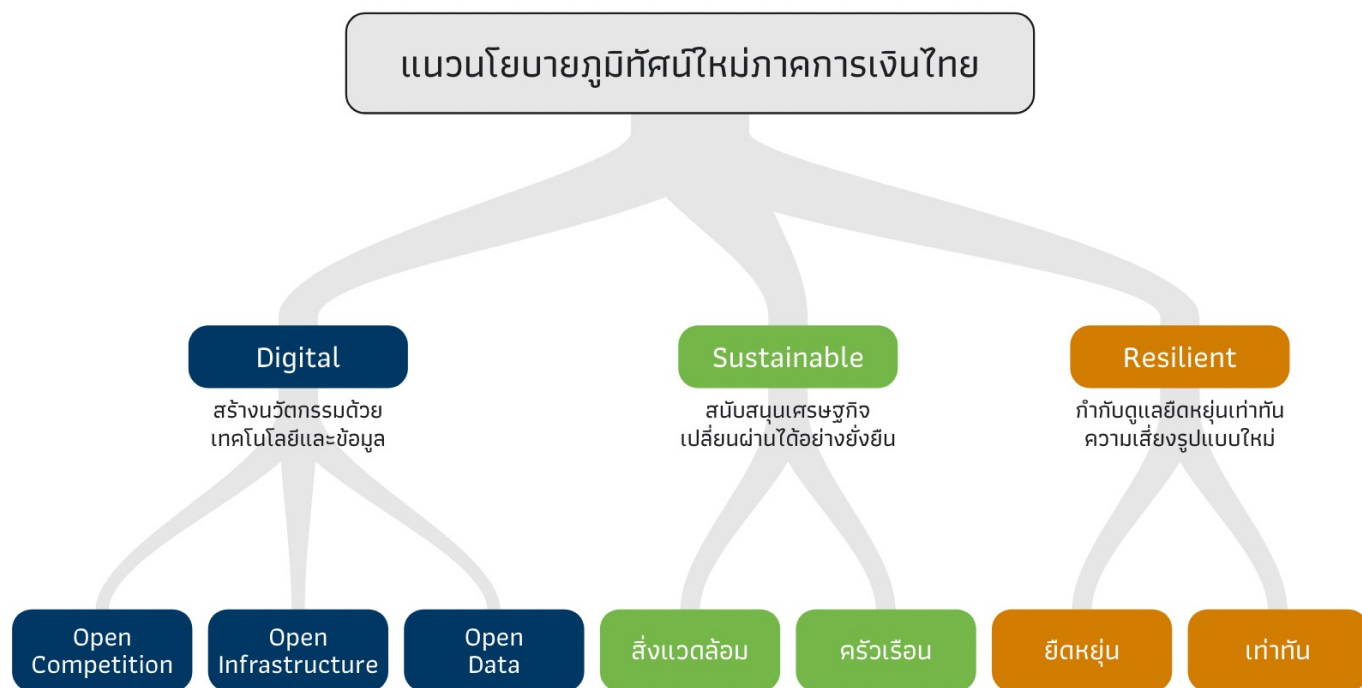 แนวนโยบายภูมิทัศน์ใหม่ภาคการเงินไทย
Digital
สร้างนวัตกรรมด้วย
เทคโนโลยีและข้อมูล
Sustainable
สนับสนุนเศรษฐกิจ
เปลี่ยนผ่านได้อย่างยั่งยืน
Resilient
กำกับดูแลยืดหยุ่นเท่าทัน
ความเสี่ยงรูปแบบใหม่
Open
Competition
Open
Infrastructure
Open
Data
สิ่งแวดล้อม
ครัวเรือน
ยืดหยุ่น
เท่าทัน